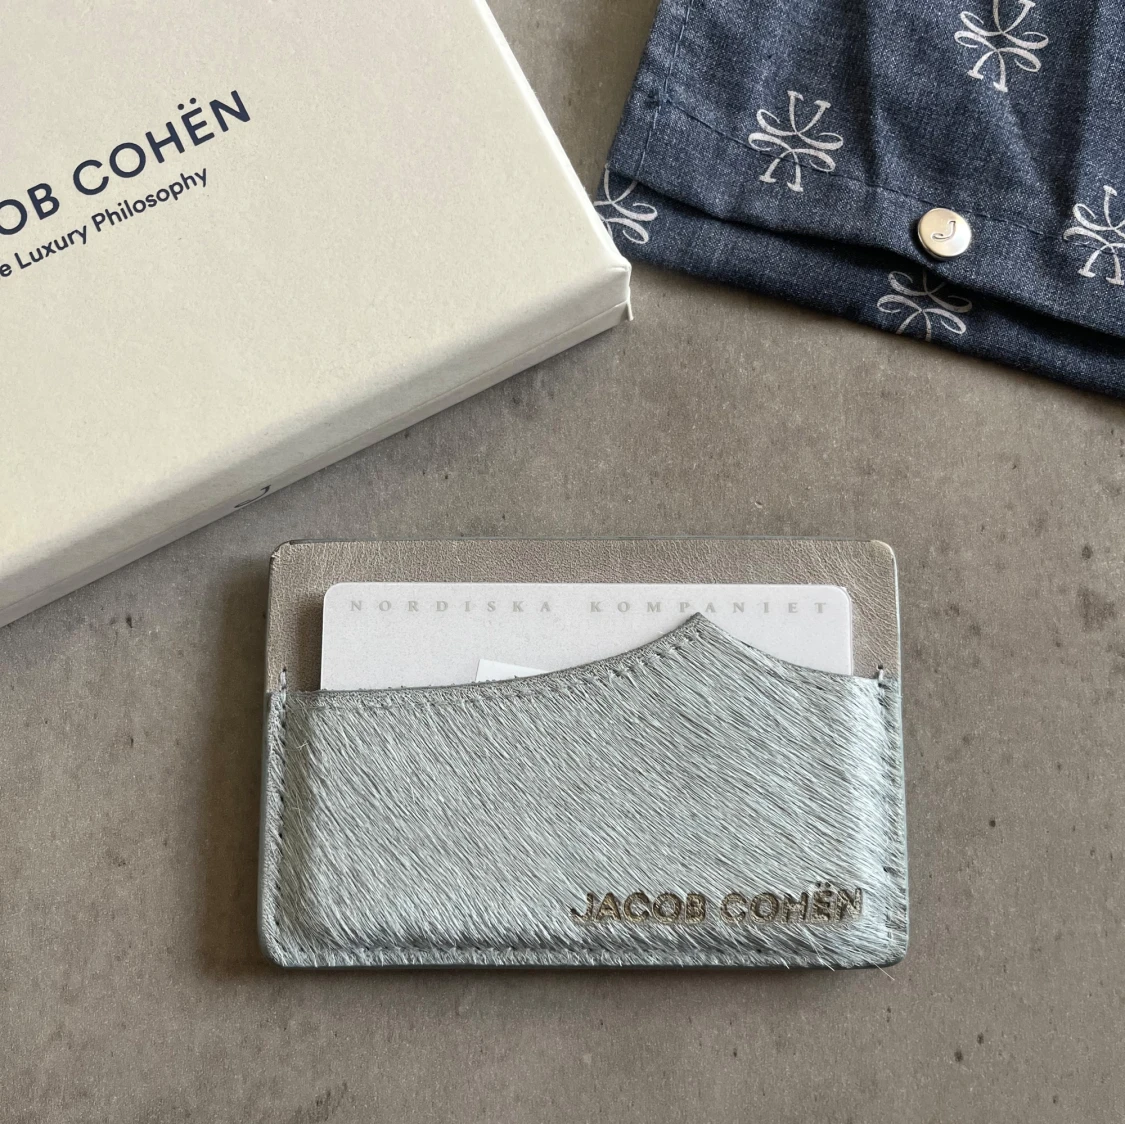 OB COHËN
e Luxury Philosophy
J
NORDISKA KOMPANIET
JACOB COHËN